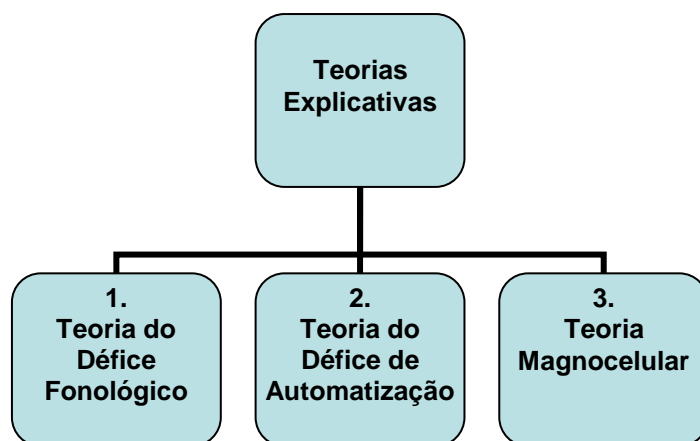 Teorias
Explicativas
1.
Teoria do
Défice
Fonológico
2.
Teoria do
Défice de
Automatização
3.
Teoria
Magnocelular